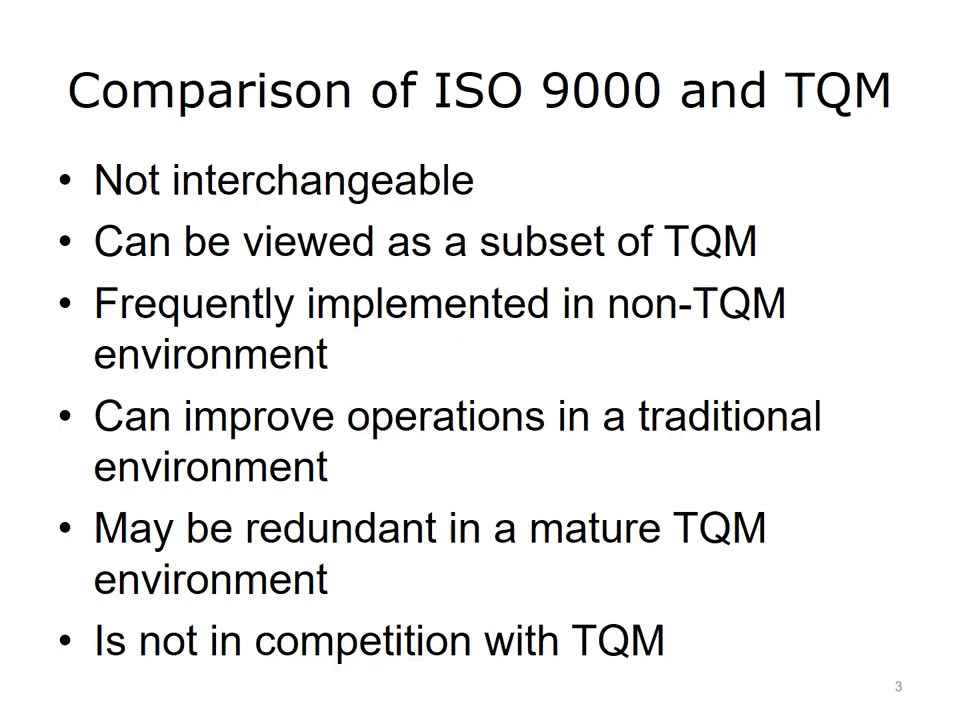 Comparison of ISO 9000 and TQM
• Not interchangeable
• Can be viewed as a subset of TQM
• Frequently implemented in non-TQM
environment
• Can improve operations in a traditional
environment
• May be redundant in a mature TQM
environment
• Is not in competition with TQM
3